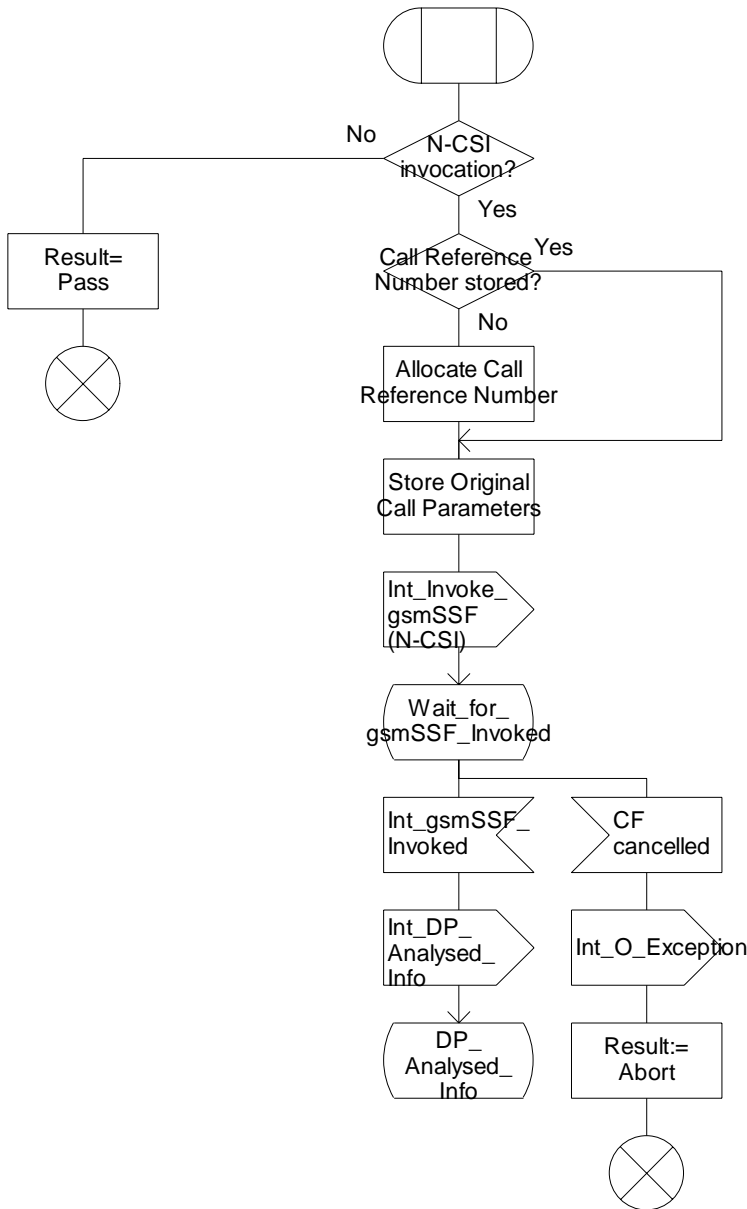 No
N-CSI
invocation?
Yes
Result=
Pass
Call Reference
Number stored?
Yes
No
Allocate Call
Reference Number
Store Original
Call Parameters
Int_Invoke_
gsmSSF
(N-CSI)
Wait_for_
gsmSSF_Invoked
Int_gsmSSF_
Invoked
CF
cancelled
Int_DP_
Analysed_
Info
Int_O_Exception
DP_
Analysed_
Info
Result:=
Abort